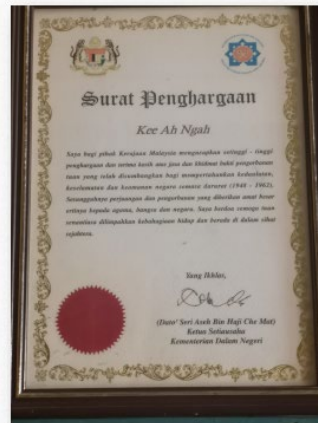 Surat Penghargaan
Kee Ah Ngah
Saya bagi pihak Kerajaan Malaysia mengucapkan setinggi - tinggi
penghargaan dan terima kasih atas jasa dan khidmat bakti pengorbanan
tuan yang telah disumbangkan bagi mempertahankan kedaulatan,
keselamatan dan keamanan negara semasa darurat (1948 - 1960).
Sesungguhnya perjuangan dan pengorbanan yang diberikan amat besar
ertinya kepada agama, bangsa dan negara. Saya berdoa semoga tuan
senantiasa dilimpahkan kebahagiaan hidup dan berada di dalam sihat
sejahtera.
Yang Ikhlas,
(Dato' Seri Aseh Bin Haji Che Mat)
Ketua Setiausaha
Kementerian Dalam Negeri